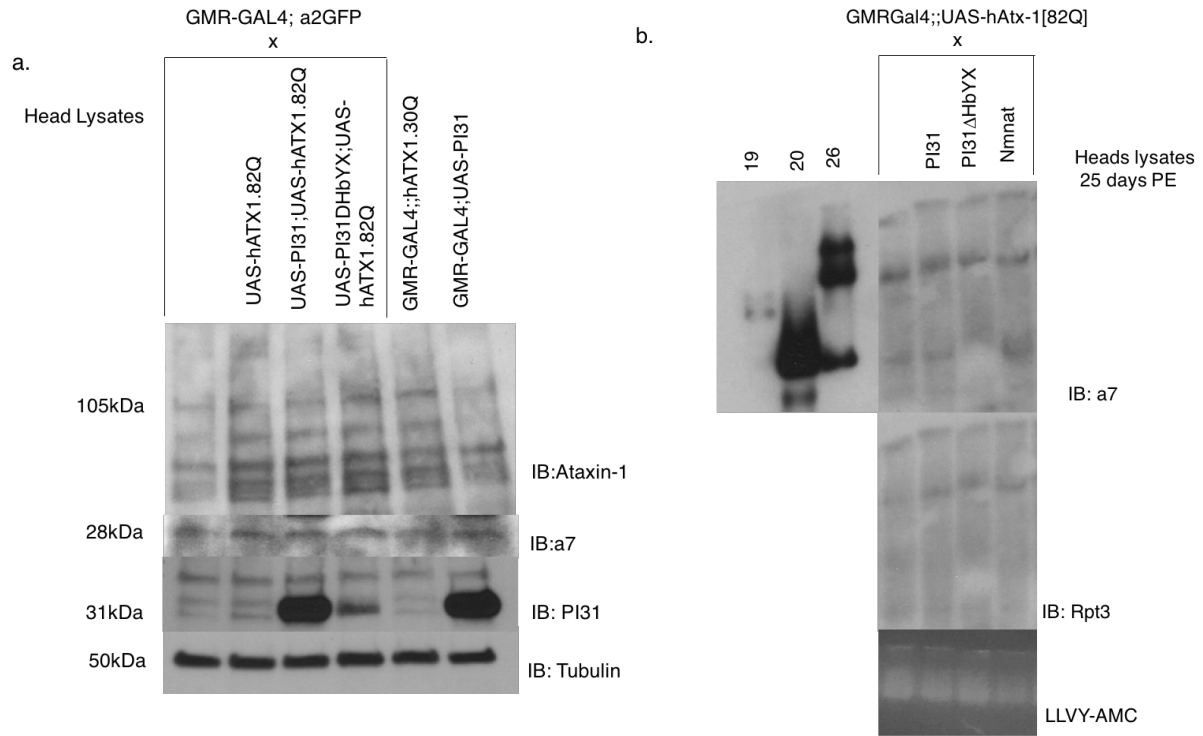 GMR-GAL4; a2GFP
x
a.
Head Lysates
UAS-hATX1.82Q
UAS-PI31;UAS-hATX1.82Q
UAS-PI31DHbYX;UAS-
hATX1.82Q
GMR-GAL4;;hATX1.30Q
GMR-GAL4;UAS-PI31
105kDa
IB:Ataxin-1
28kDa
IB:a7
31kDa
IB: PI31
50kDa
IB: Tubulin
b.
GMRGal4;;UAS-hAtx-1[82Q]
x
19
20
26
PI31
PI31ΔHbYX
Nmnat
Heads lysates
25 days PE
IB: a7
IB: Rpt3
LLVY-AMC